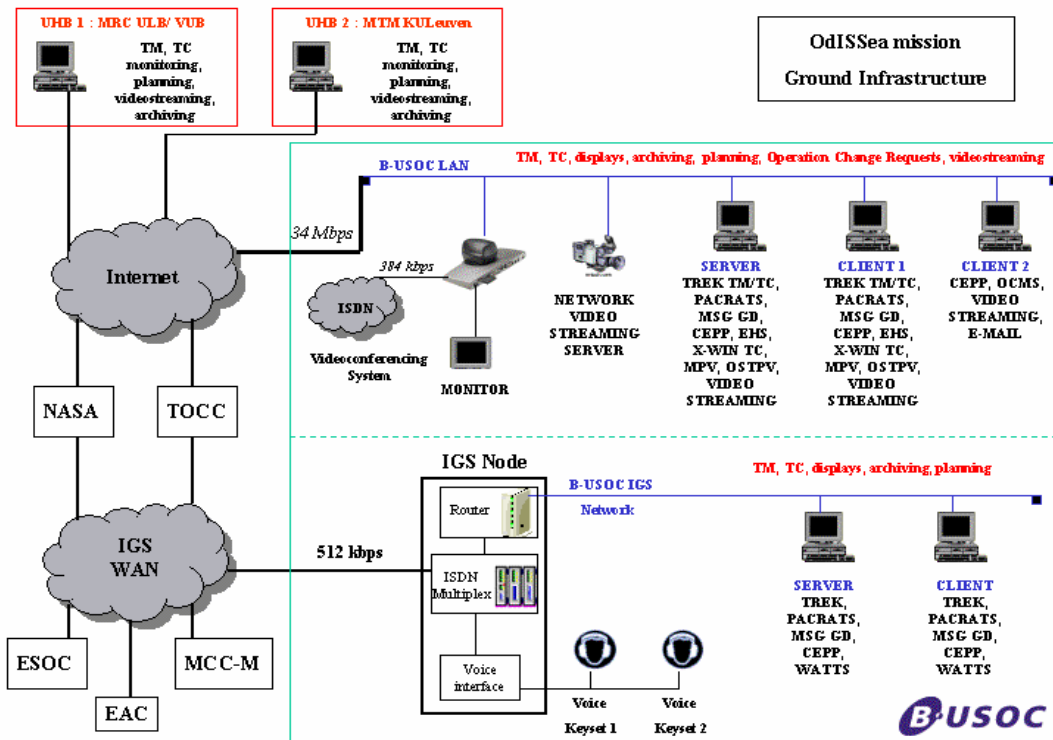 UHB 1 : MRC ULB/ VUB
TM, TC
monitoring,
planning,
videostreaming,
archiving
UHB 2 : MTM KULeuven
TM, TC
monitoring,
planning,
videostreaming,
archiving
OdISSea mission
Ground Infrastructure
TM, TC, displays, archiving, planning, Operation Change Requests, videostreaming
B-USOC LAN
34 Mbps
Internet
384 kbps
ISDN
Videoconferencing
System
MONITOR
NETWORK
VIDEO
STREAMING
SERVER
SERVER
TREK TM/TC,
PACRATS,
MSG GD,
CEPP, EHS,
X-WIN TC,
MPV, OSTPV,
VIDEO
STREAMING
CLIENT 1
TREK TM/TC,
PACRATS,
MSG GD,
CEPP, EHS,
X-WIN TC,
MPV, OSTPV,
VIDEO
STREAMING
CLIENT 2
CEPP, OCMS,
VIDEO
STREAMING,
E-MAIL
NASA
TOCC
IGS Node
TM, TC, displays, archiving, planning
B-USOC IGS
Network
Router
IGS
WAN
512 kbps
ISDN
Multiplex
SERVER
TREK,
PACRATS,
MSG GD,
CEPP,
WATTS
CLIENT
TREK,
PACRATS,
MSG GD,
CEPP,
WATTS
ESOC
MCC-M
EAC
Voice
interface
Voice
Keyset 1
Voice
Keyset 2
B-USOC